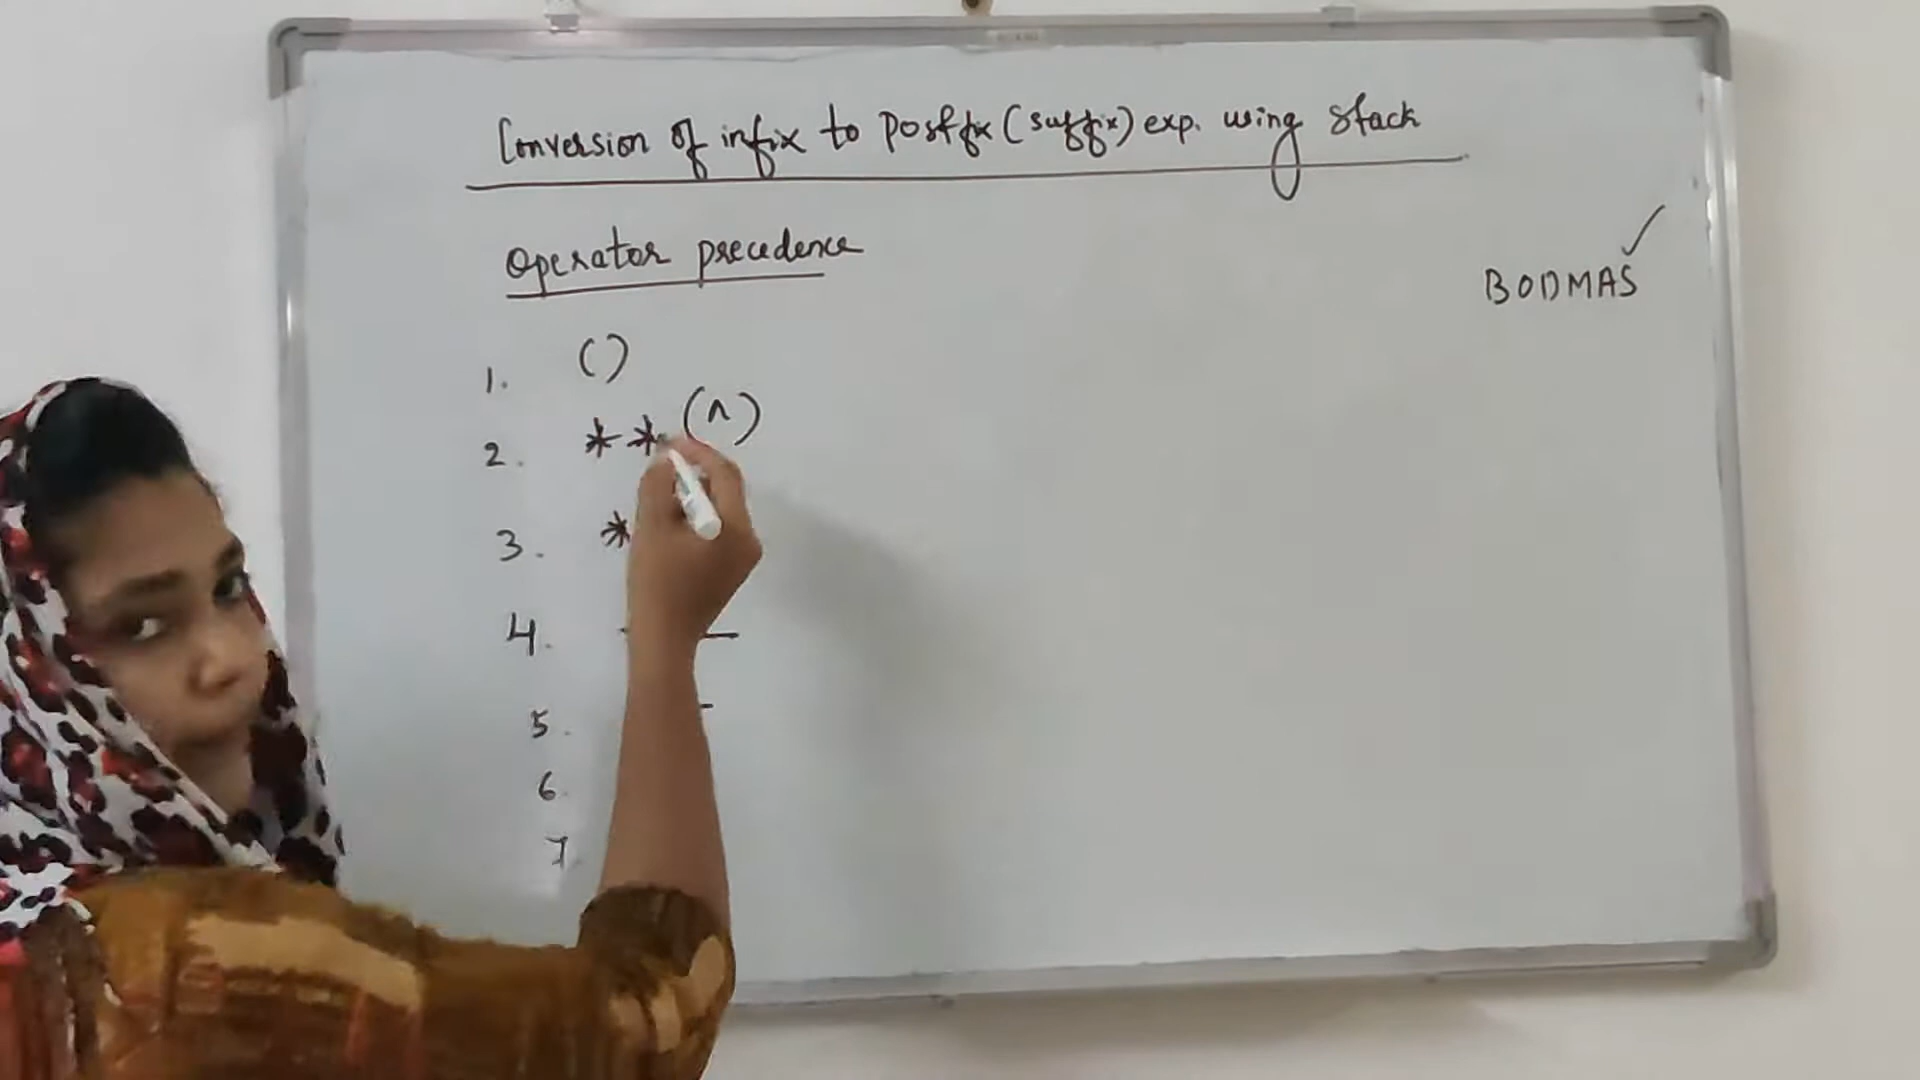 Conversion of infix to Postfix (suffix) exp. using stack
Operator precedence
BODMAS
1. ()
2. ** (^)
3. *
4. -
5.
6.
7